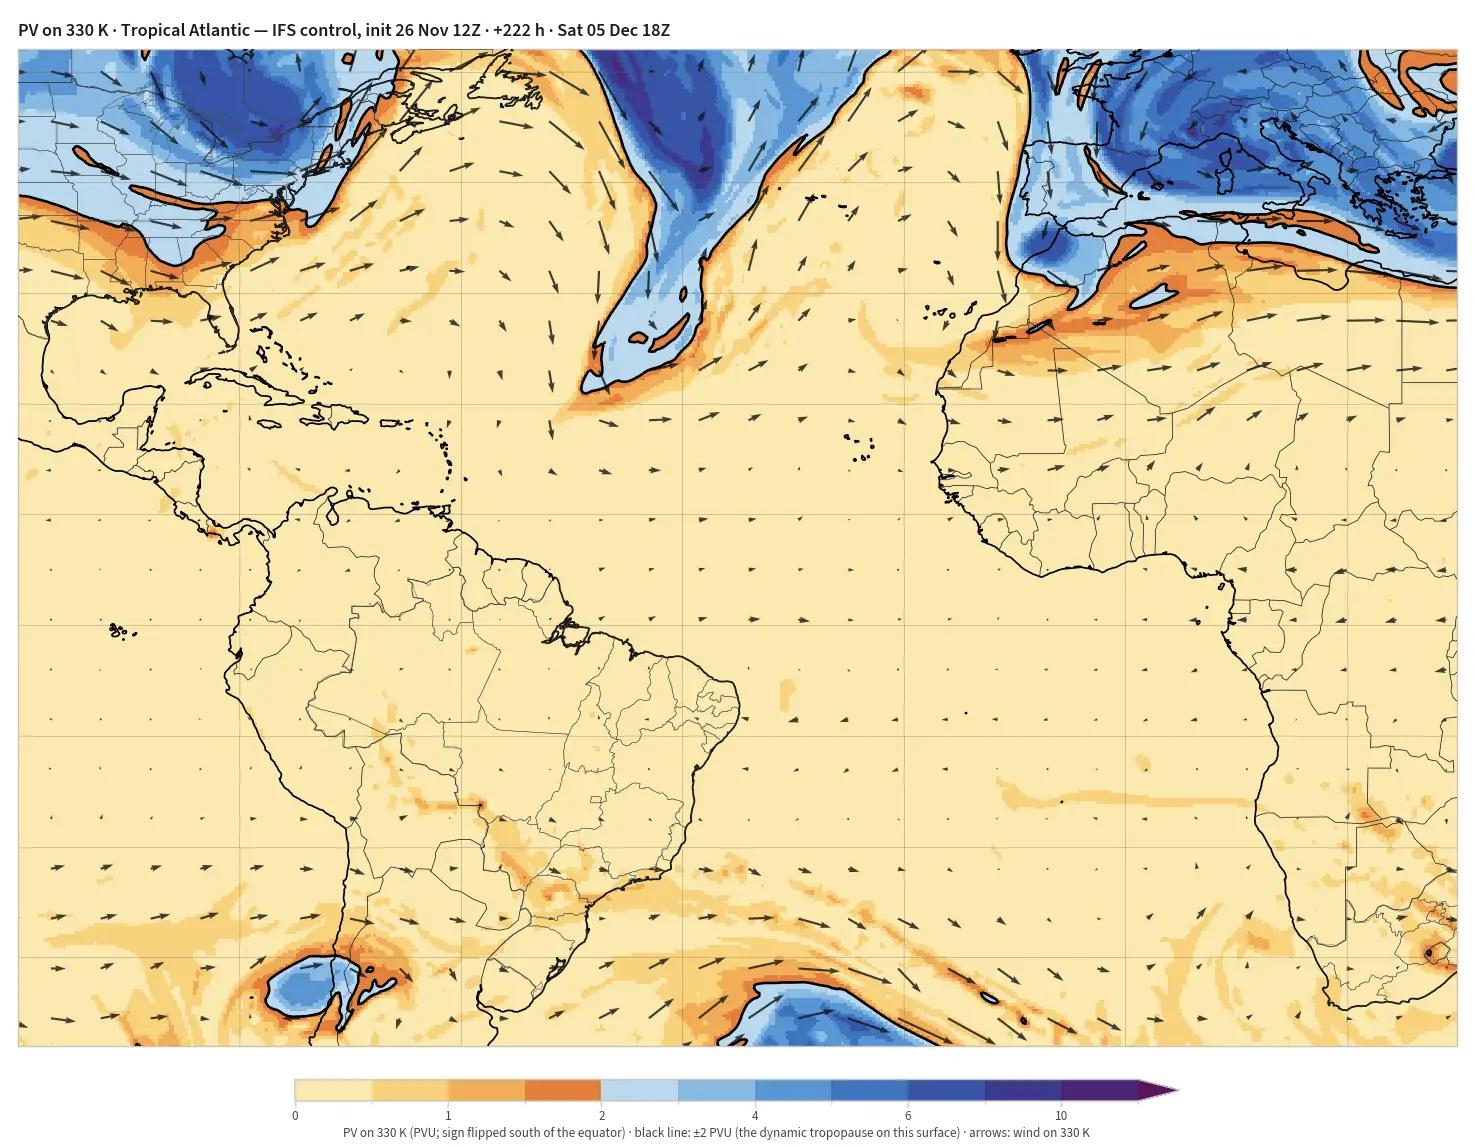 PV on 330 K · Tropical Atlantic — IFS control, init 26 Nov 12Z · +222 h · Sat 05 Dec 18Z
0 1 2 4 6 10
PV on 330 K (PVU; sign flipped south of the equator) · black line: ±2 PVU (the dynamic tropopause on this surface) · arrows: wind on 330 K